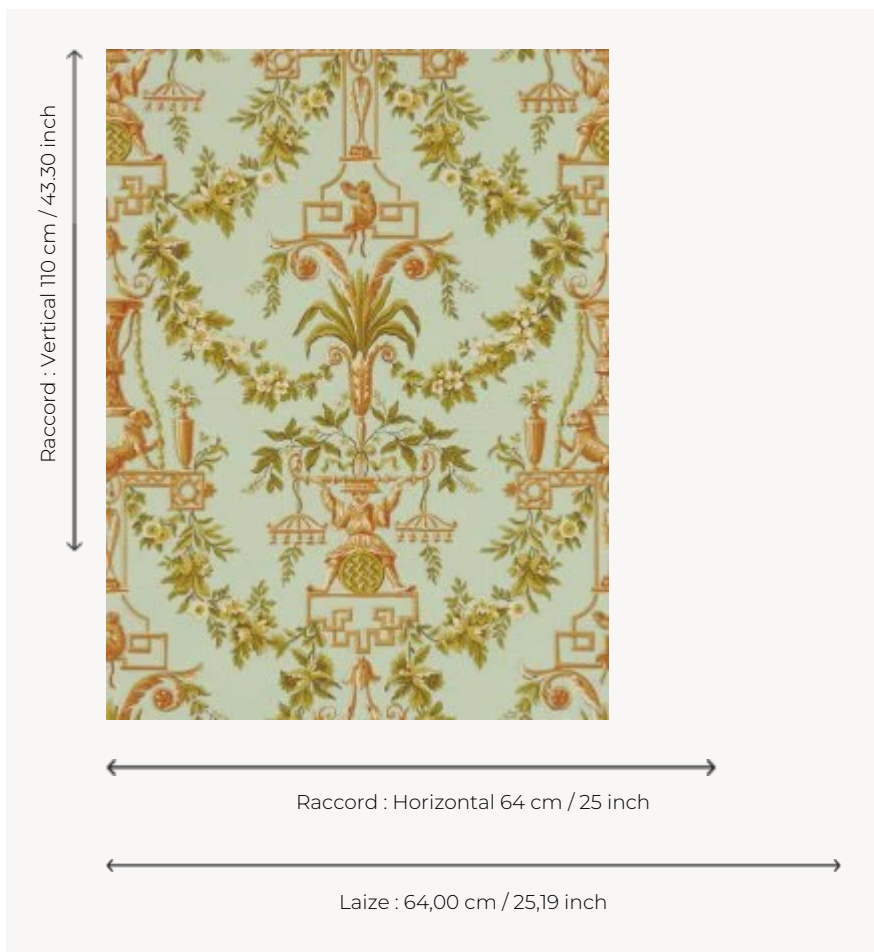 Raccord : Vertical 110 cm / 43.30 inch
Raccord : Horizontal 64 cm / 25 inch
Laize : 64,00 cm / 25,19 inch